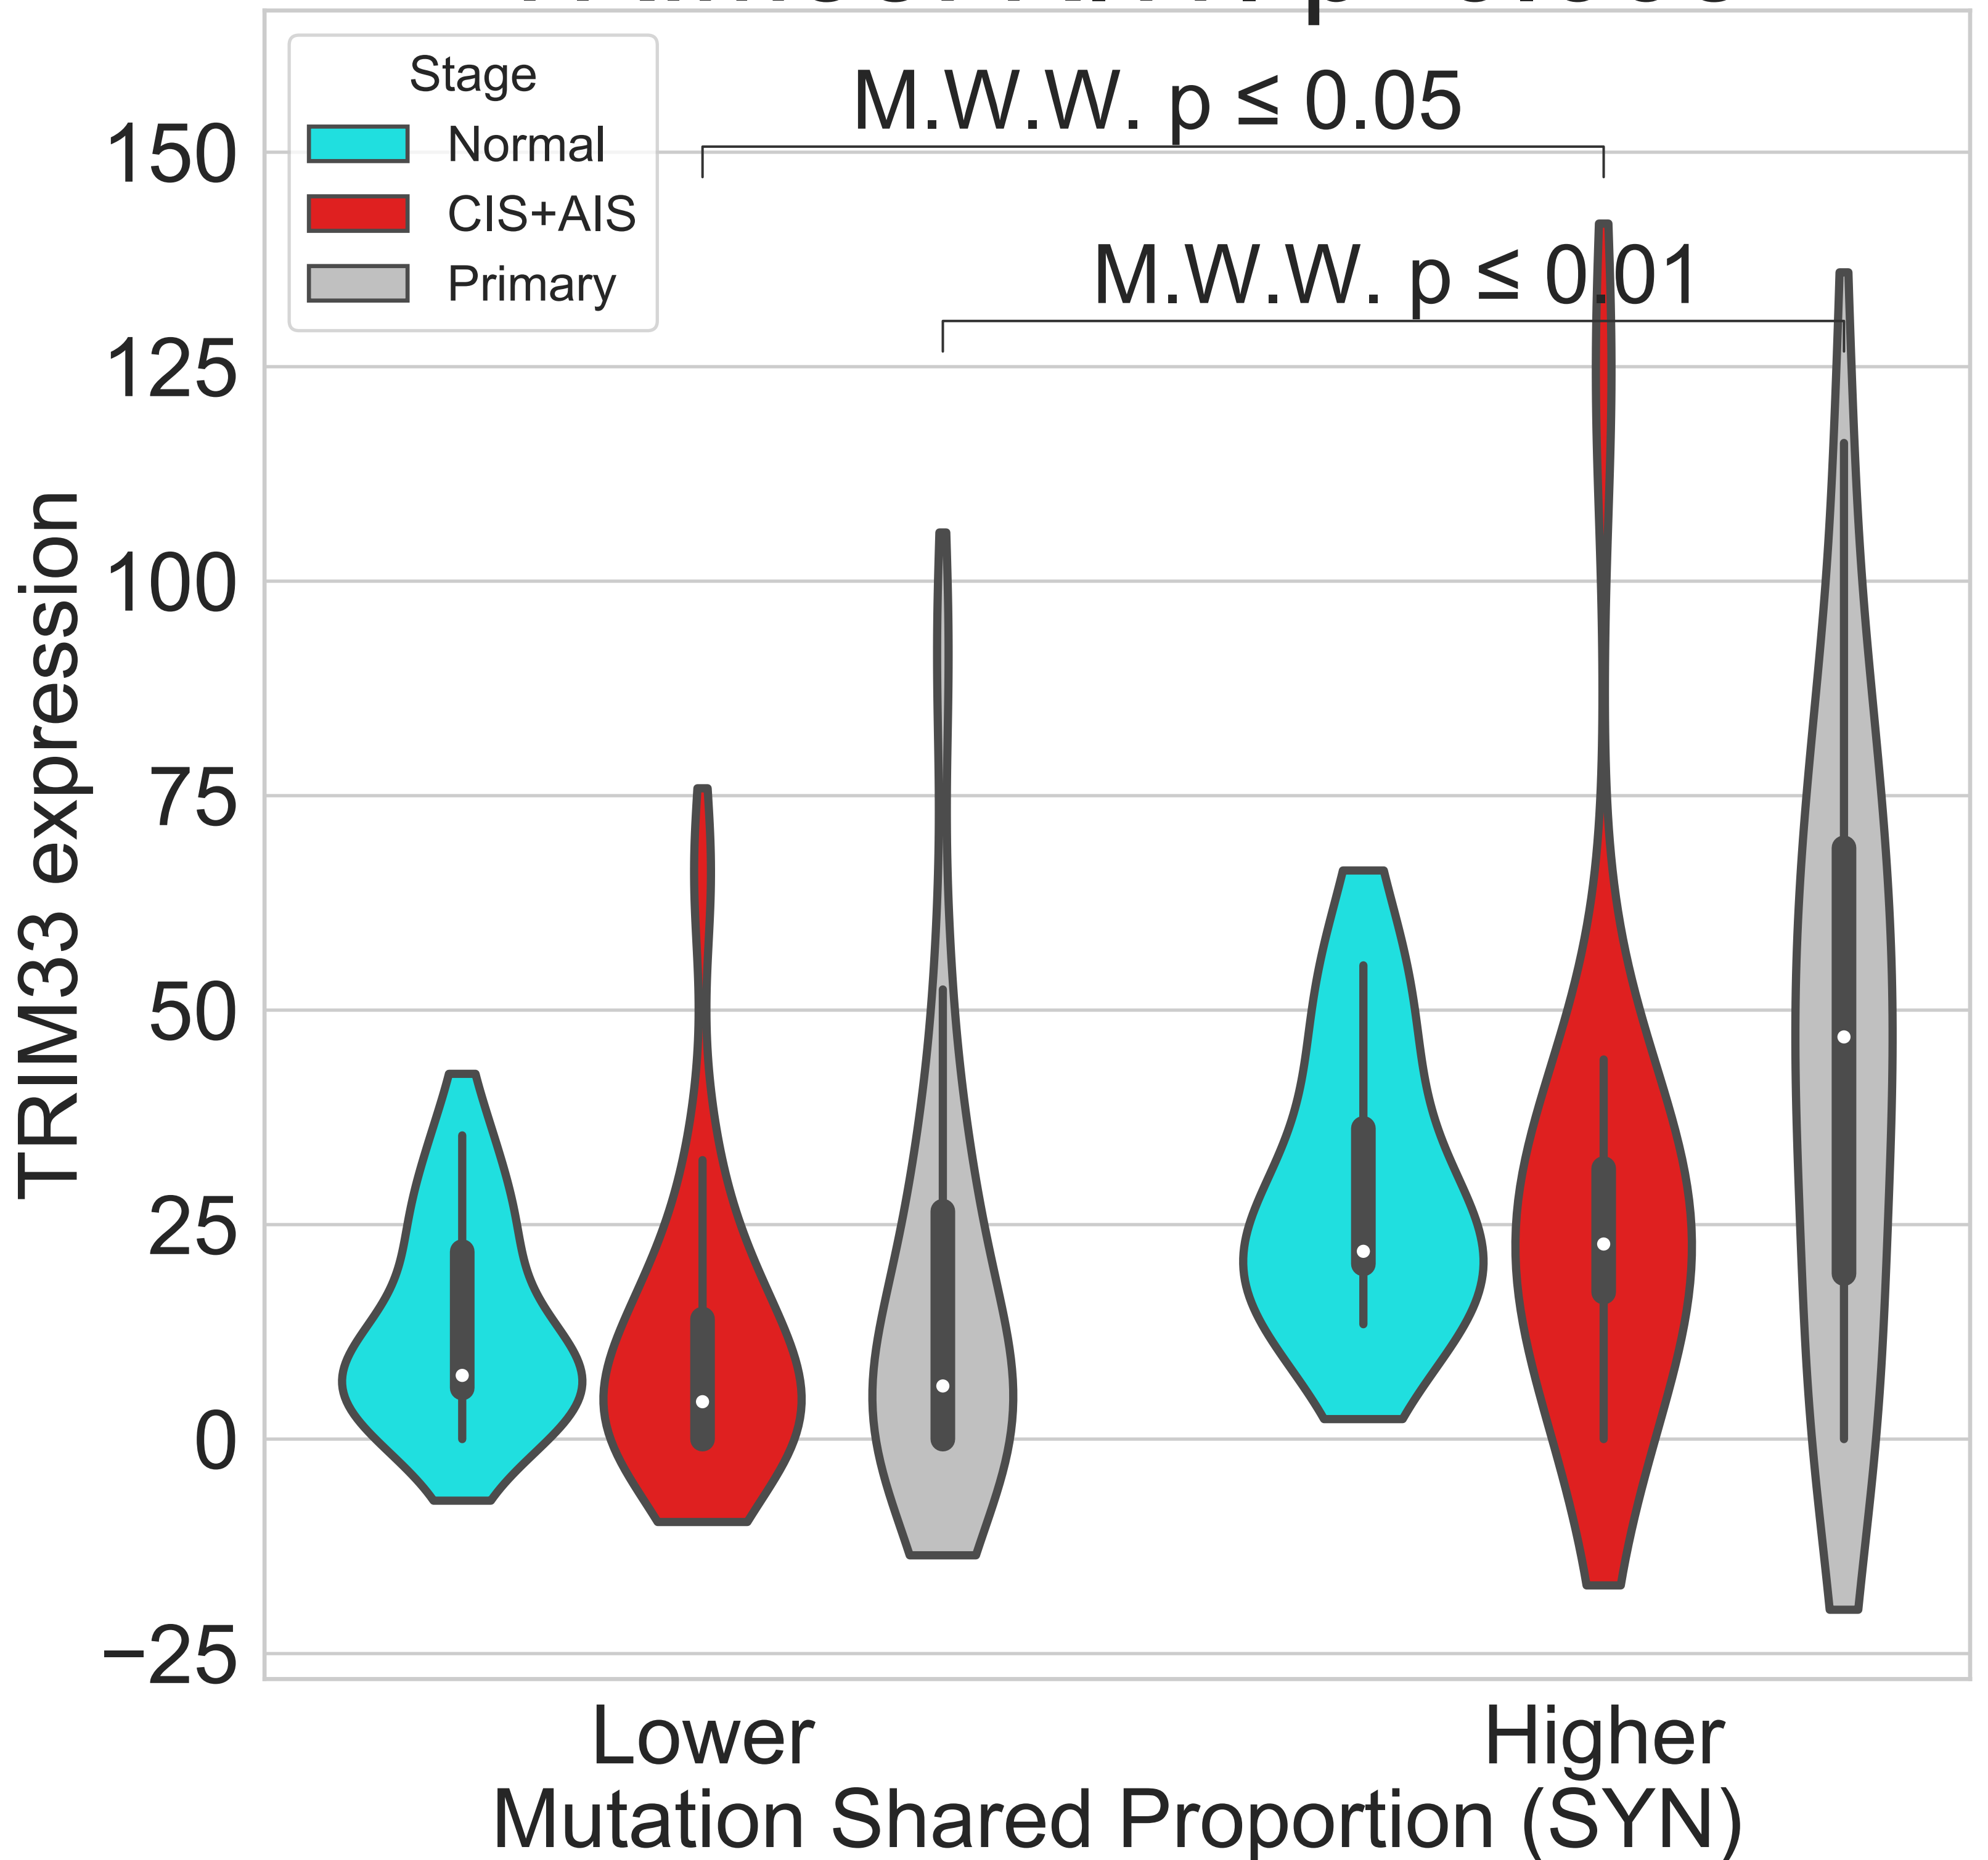 Stage
Normal
CIS+AIS
Primary
M.W.W. p ≤ 0.05
M.W.W. p ≤ 0.01
150
125
100
75
50
25
0
−25
TRIM33 expression
Lower
Higher
Mutation Shared Proportion (SYN)